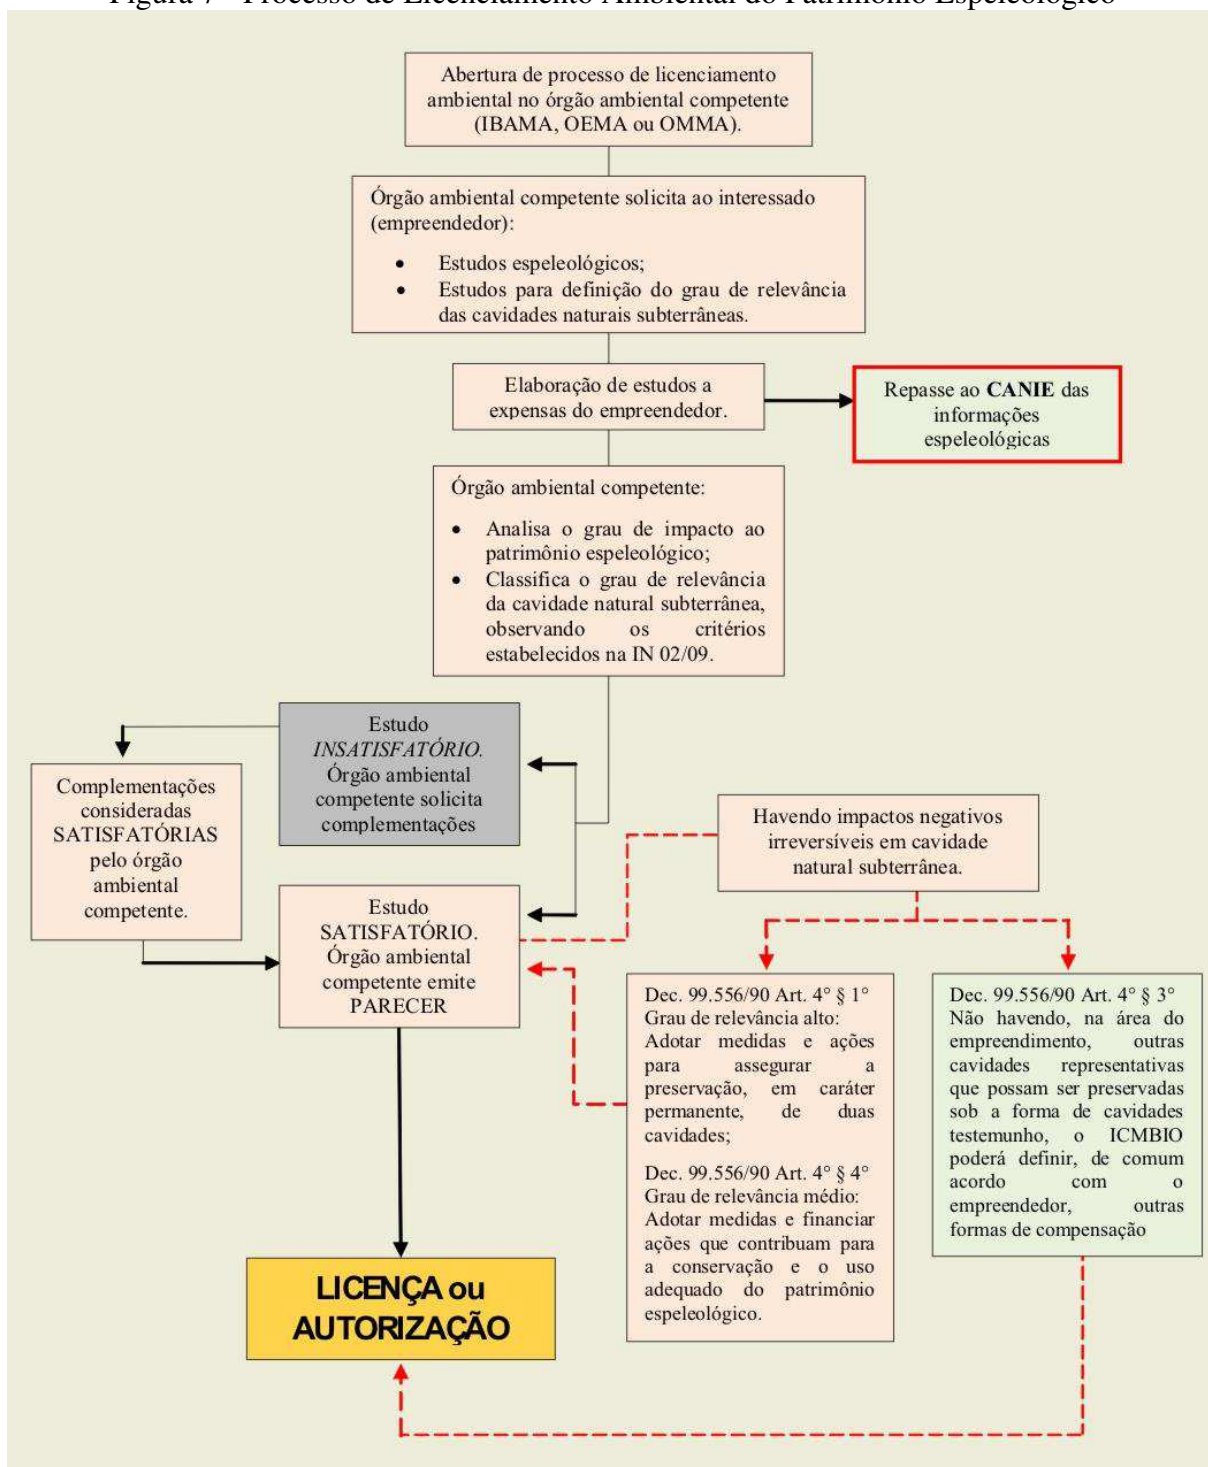 Figura 7 - Processo de Licenciamento Ambiental do Patrimônio Espeleológico
Abertura de processo de licenciamento
ambiental no órgão ambiental competente
(IBAMA, OEMA ou OMMA).
Órgão ambiental competente solicita ao interessado
(empreendedor):
• Estudos espeleológicos;
• Estudos para definição do grau de relevância
das cavidades naturais subterrâneas.
Elaboração de estudos a
expensas do empreendedor.
Repasse ao CANIE das
informações
espeleológicas
Órgão ambiental competente:
• Analisa o grau de impacto ao
patrimônio espeleológico;
• Classifica o grau de relevância
da cavidade natural subterrânea,
observando os critérios
estabelecidos na IN 02/09.
Estudo
INSATISFATÓRIO.
Órgão ambiental
competente solicita
complementações
Complementações
consideradas
SATISFATÓRIAS
pelo órgão
ambiental
competente.
Havendo impactos negativos
irreversíveis em cavidade
natural subterrânea.
Estudo
SATISFATÓRIO.
Órgão ambiental
competente emite
PARECER
Dec. 99.556/90 Art. 4° § 1°
Grau de relevância alto:
Adotar medidas e ações
para assegurar a
preservação, em caráter
permanente, de duas
cavidades;
Dec. 99.556/90 Art. 4° § 4°
Grau de relevância médio:
Adotar medidas e financiar
ações que contribuam para
a conservação e o uso
adequado do patrimônio
espeleológico.
Dec. 99.556/90 Art. 4° § 3°
Não havendo, na área do
empreendimento, outras
cavidades representativas
que possam ser preservadas
sob a forma de cavidades
testemunho, o ICMBIO
poderá definir, de comum
acordo com o
empreendedor, outras
formas de compensação
LICENÇA ou
AUTORIZAÇÃO